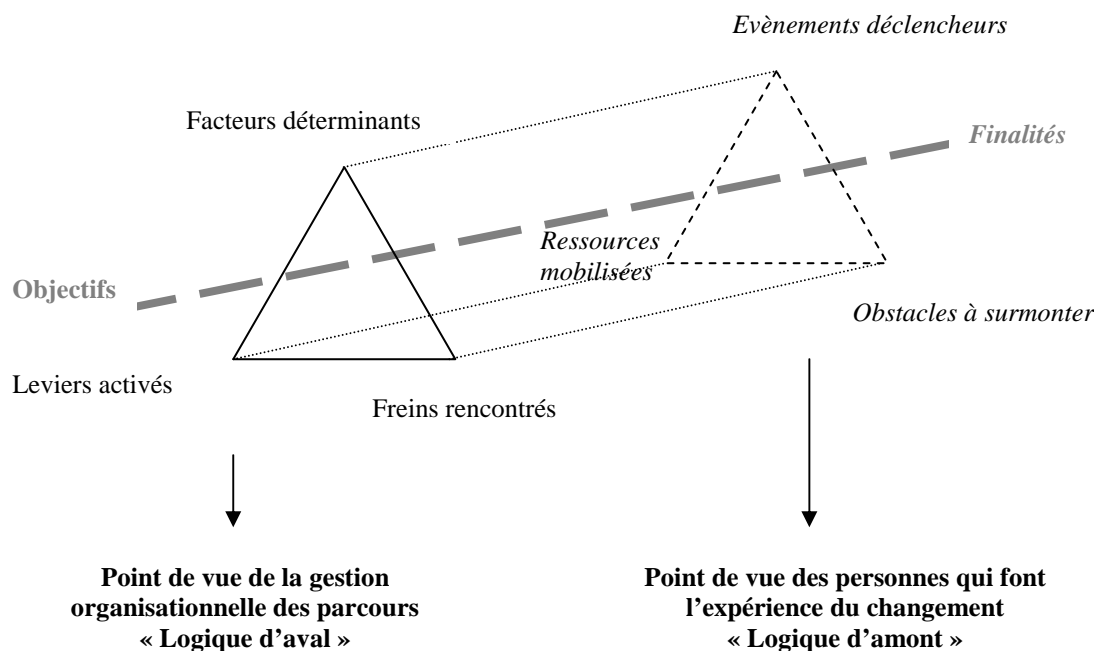 Evènements déclencheurs
Facteurs déterminants
Finalités
Ressources
mobilisées
Objectifs
Obstacles à surmonter
Leviers activés
Freins rencontrés
Point de vue de la gestion
organisationnelle des parcours
« Logique d’aval »
Point de vue des personnes qui font
l’expérience du changement
« Logique d’amont »